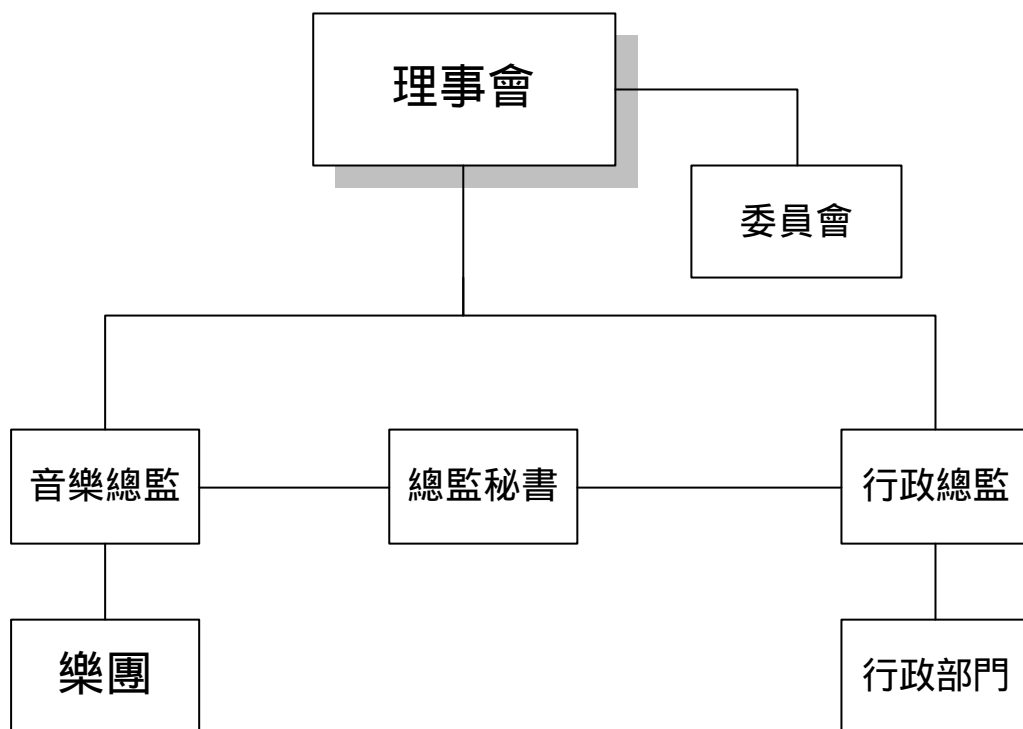 理事會
委員會
音樂總監
總監秘書
行政總監
樂團
行政部門